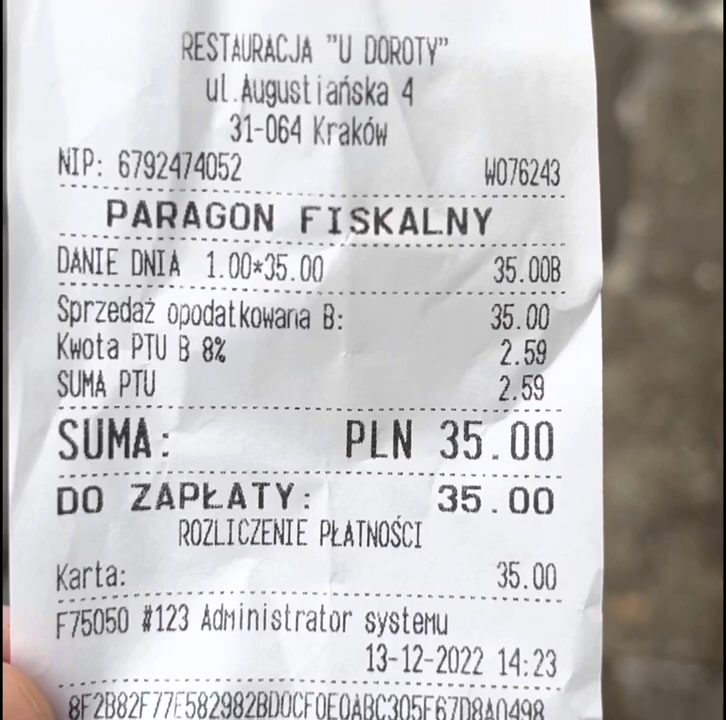 RESTAURACJA "U DOROTY"
ul.Augustiańska 4
31-064 Kraków
NIP: 6792474052 W076243
PARAGON FISKALNY
DANIE DNIA 1.00*35.00 35.00B
Sprzedaż opodatkowana B: 35.00
Kwota PTU B 8% 2.59
SUMA PTU 2.59
SUMA: PLN 35.00
DO ZAPŁATY: 35.00
ROZLICZENIE PŁATNOŚCI
Karta: 35.00
F75050 #123 Administrator systemu
13-12-2022 14:23
8F2B82F77E582982BD0CF0E0ABC305F67D8A0498